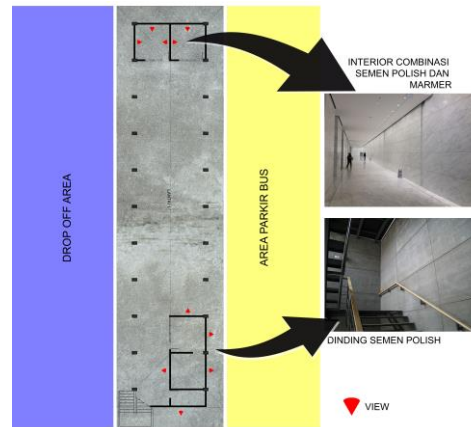 INTERIOR COMBINASI
SEMEN POLISH DAN
MARMER
DROP OFF AREA
AREA PARKIR BUS
DINDING SEMEN POLISH
VIEW